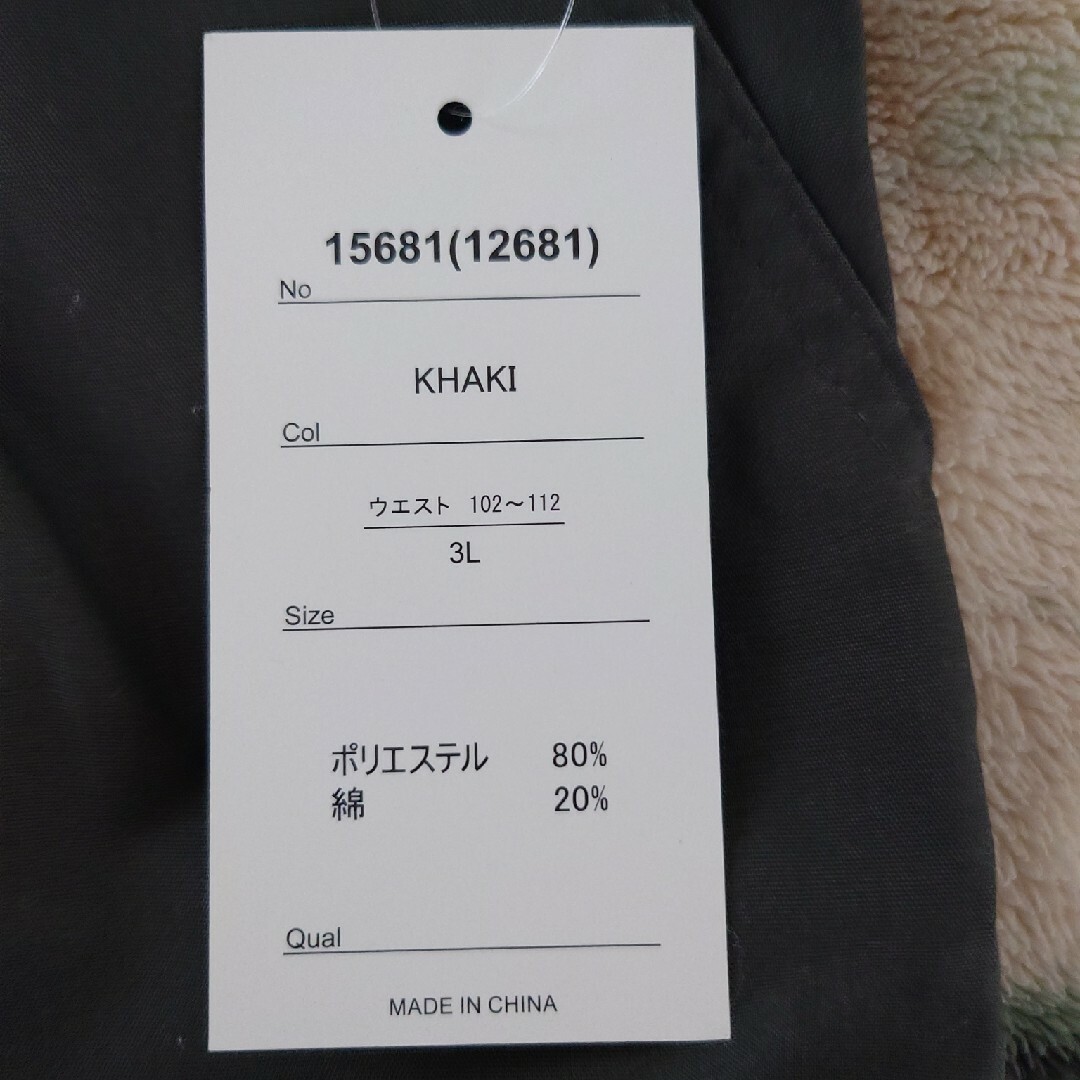 15681(12681)
No
KHAKI
Col
ウエスト 102～112
3L
Size
ポリエステル 80%
綿 20%
Qual
MADE IN CHINA